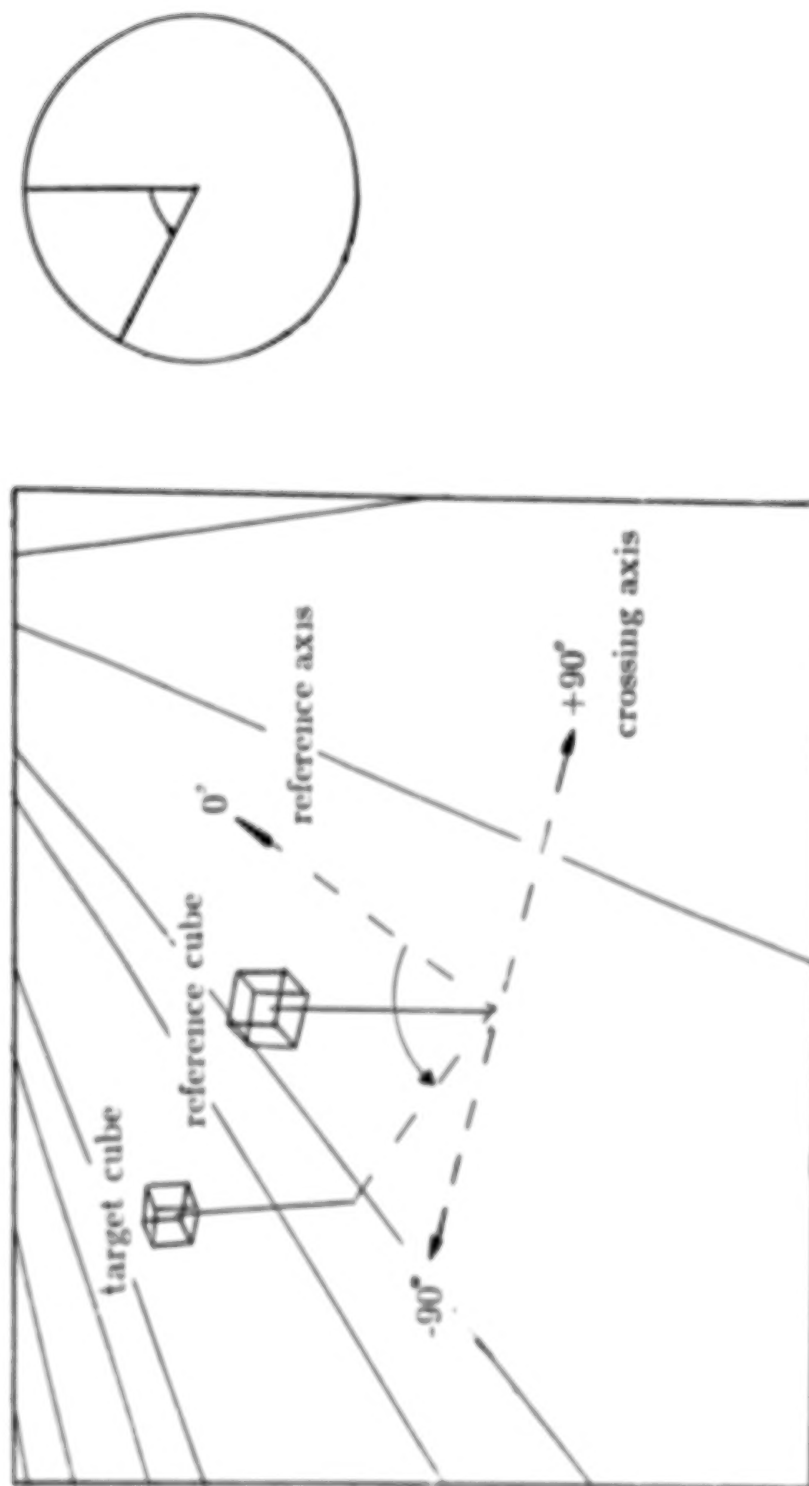 target cube
reference cube
0°
reference axis
-90°
+90°
crossing axis